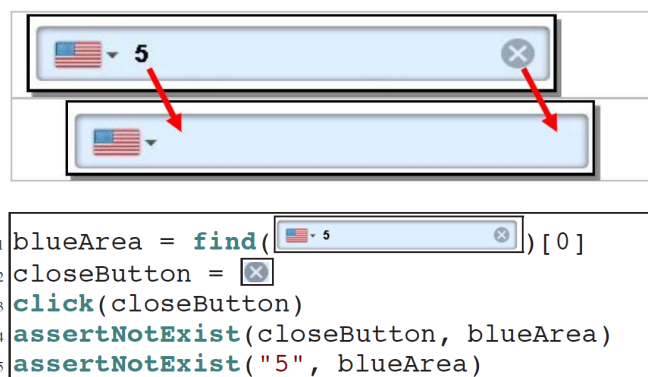 5
1 blueArea = find( 5 )[0]
2 closeButton =
3 click(closeButton)
4 assertNotExist(closeButton, blueArea)
5 assertNotExist("5", blueArea)